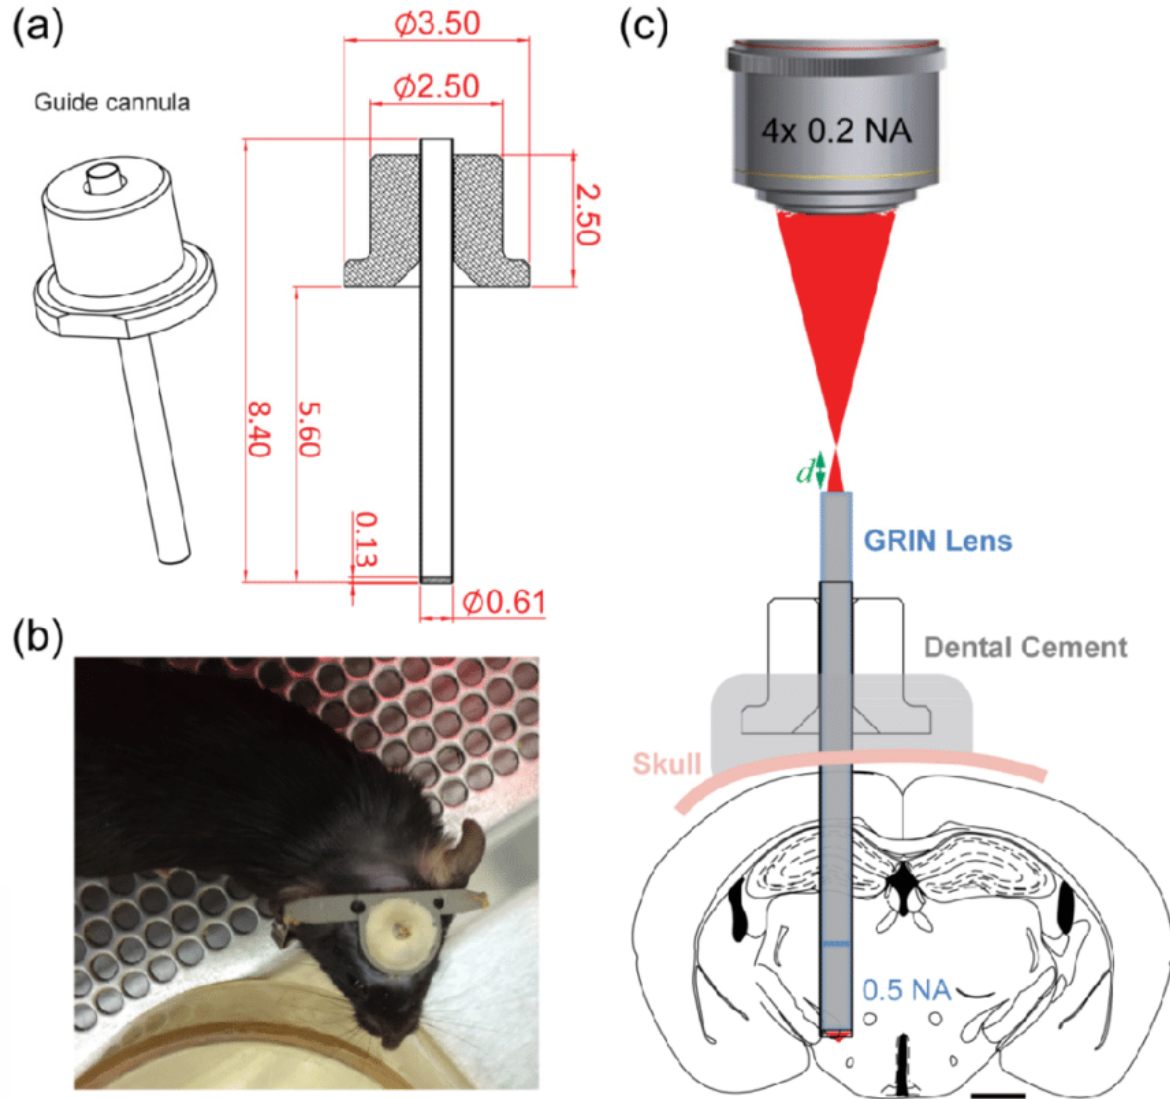 (a)
Guide cannula
Ø3.50
Ø2.50
2.50
8.40
5.60
0.13
Ø0.61
(b)
(c)
4x 0.2 NA
d
GRIN Lens
Dental Cement
Skull
0.5 NA